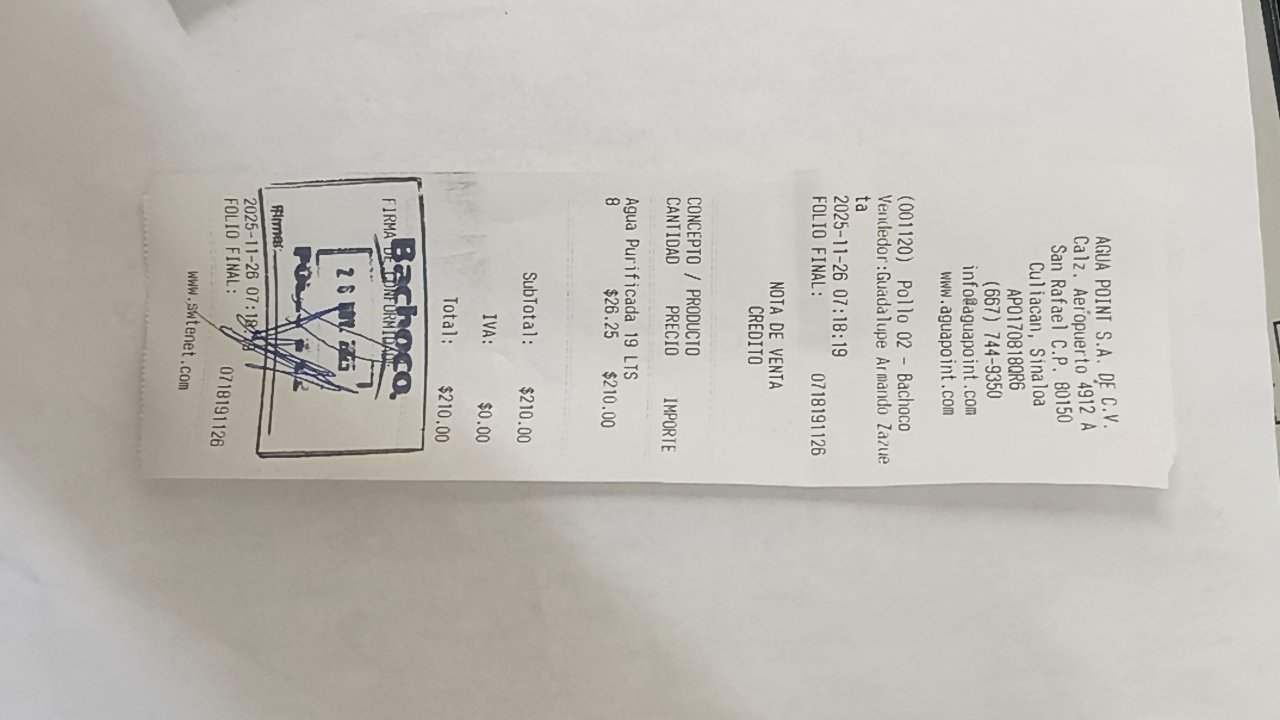 AGUA POINT S.A. DE C.V.
Calz. Aeropuerto 4912 A
San Rafael C.P. 80150
Culiacan, Sinaloa
APO170818QR6
(667) 744-9350
info@aguapoint.com
www.aguapoint.com
(001120) Pollo 02 - Bachoco
Vendedor:Guadalupe Armando Zazue
ta
2025-11-26 07:18:19
FOLIO FINAL: 0718191126
NOTA DE VENTA
CREDITO
CONCEPTO / PRODUCTO
CANTIDAD PRECIO IMPORTE
Agua Purificada 19 LTS
8 $26.25 $210.00
SubTotal: $210.00
IVA: $0.00
Total: $210.00
Bachoco
FIRMA DE CONFORMIDAD
Firma:
2025-11-26 07:18
FOLIO FINAL: 0718191126
www.swtenet.com